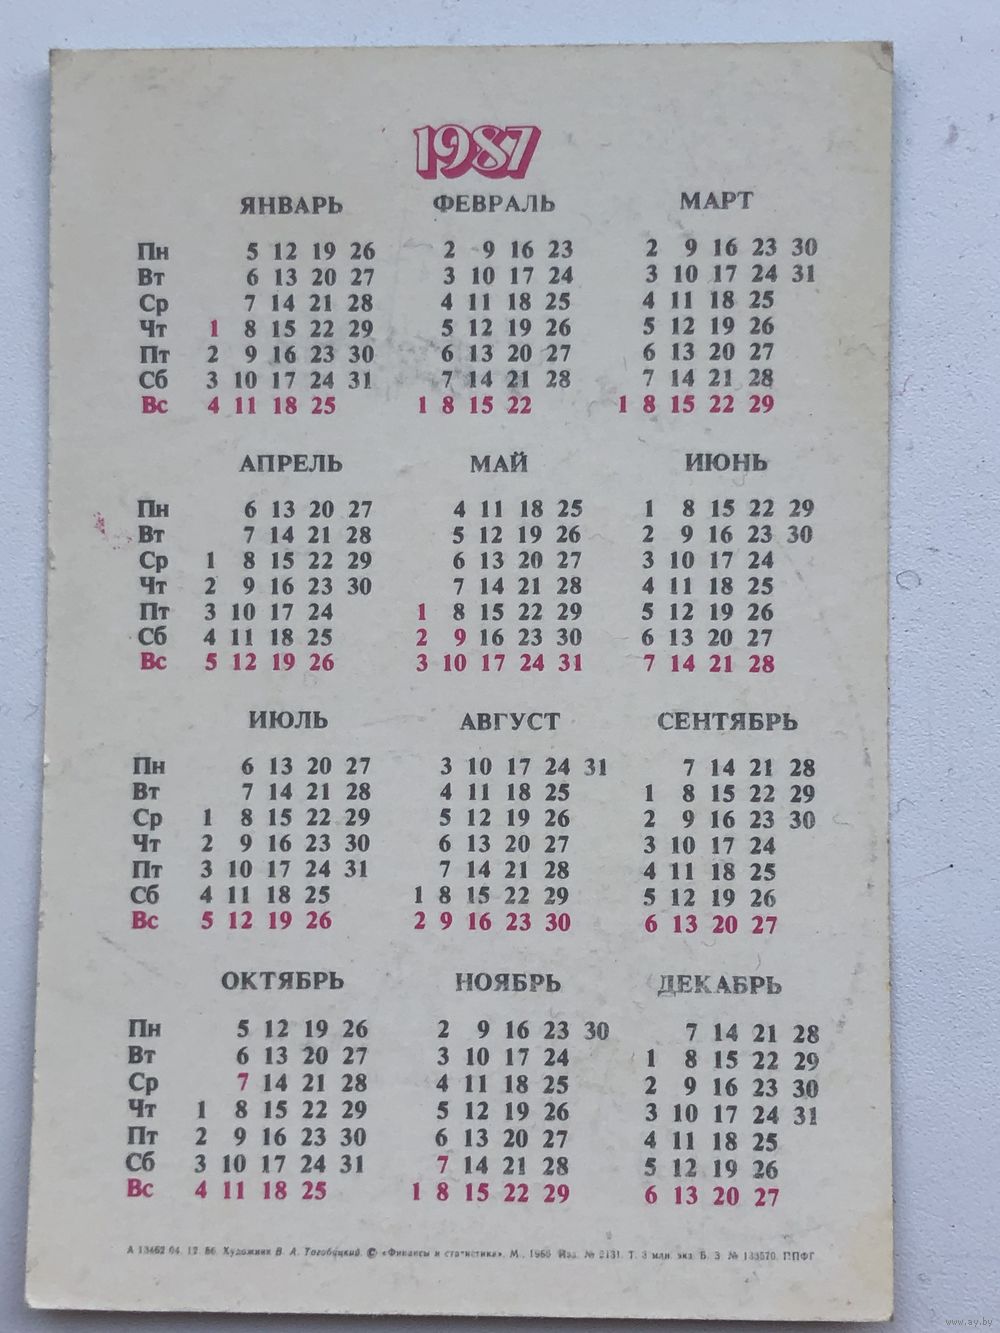 1987
ЯНВАРЬ ФЕВРАЛЬ МАРТ
Пн 5 12 19 26 2 9 16 23 2 9 16 23 30
Вт 6 13 20 27 3 10 17 24 3 10 17 24 31
Ср 7 14 21 28 4 11 18 25 4 11 18 25
Чт 1 8 15 22 29 5 12 19 26 5 12 19 26
Пт 2 9 16 23 30 6 13 20 27 6 13 20 27
Сб 3 10 17 24 31 7 14 21 28 7 14 21 28
Вс 4 11 18 25 1 8 15 22 1 8 15 22 29
АПРЕЛЬ МАЙ ИЮНЬ
Пн 6 13 20 27 4 11 18 25 1 8 15 22 29
Вт 7 14 21 28 5 12 19 26 2 9 16 23 30
Ср 1 8 15 22 29 6 13 20 27 3 10 17 24
Чт 2 9 16 23 30 7 14 21 28 4 11 18 25
Пт 3 10 17 24 1 8 15 22 29 5 12 19 26
Сб 4 11 18 25 2 9 16 23 30 6 13 20 27
Вс 5 12 19 26 3 10 17 24 31 7 14 21 28
ИЮЛЬ АВГУСТ СЕНТЯБРЬ
Пн 6 13 20 27 3 10 17 24 31 7 14 21 28
Вт 7 14 21 28 4 11 18 25 1 8 15 22 29
Ср 1 8 15 22 29 5 12 19 26 2 9 16 23 30
Чт 2 9 16 23 30 6 13 20 27 3 10 17 24
Пт 3 10 17 24 31 7 14 21 28 4 11 18 25
Сб 4 11 18 25 1 8 15 22 29 5 12 19 26
Вс 5 12 19 26 2 9 16 23 30 6 13 20 27
ОКТЯБРЬ НОЯБРЬ ДЕКАБРЬ
Пн 5 12 19 26 2 9 16 23 30 7 14 21 28
Вт 6 13 20 27 3 10 17 24 1 8 15 22 29
Ср 7 14 21 28 4 11 18 25 2 9 16 23 30
Чт 1 8 15 22 29 5 12 19 26 3 10 17 24 31
Пт 2 9 16 23 30 6 13 20 27 4 11 18 25
Сб 3 10 17 24 31 7 14 21 28 5 12 19 26
Вс 4 11 18 25 1 8 15 22 29 6 13 20 27
А 13462 04. 12. 86. Художник В. А. Тогобицкий. © «Финансы и статистика». М., Изд. № 2131. Т. 3 млн. экз. Б. З. № ППФГ
www.ay.by